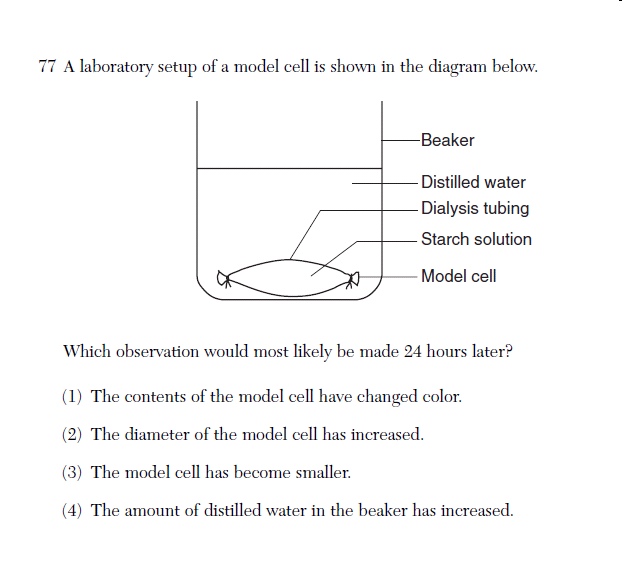 77 A laboratory setup of a model cell is shown in the diagram below.
Beaker
Distilled water
Dialysis tubing
Starch solution
Model cell
Which observation would most likely be made 24 hours later?
(1) The contents of the model cell have changed color.
(2) The diameter of the model cell has increased.
(3) The model cell has become smaller.
(4) The amount of distilled water in the beaker has increased.